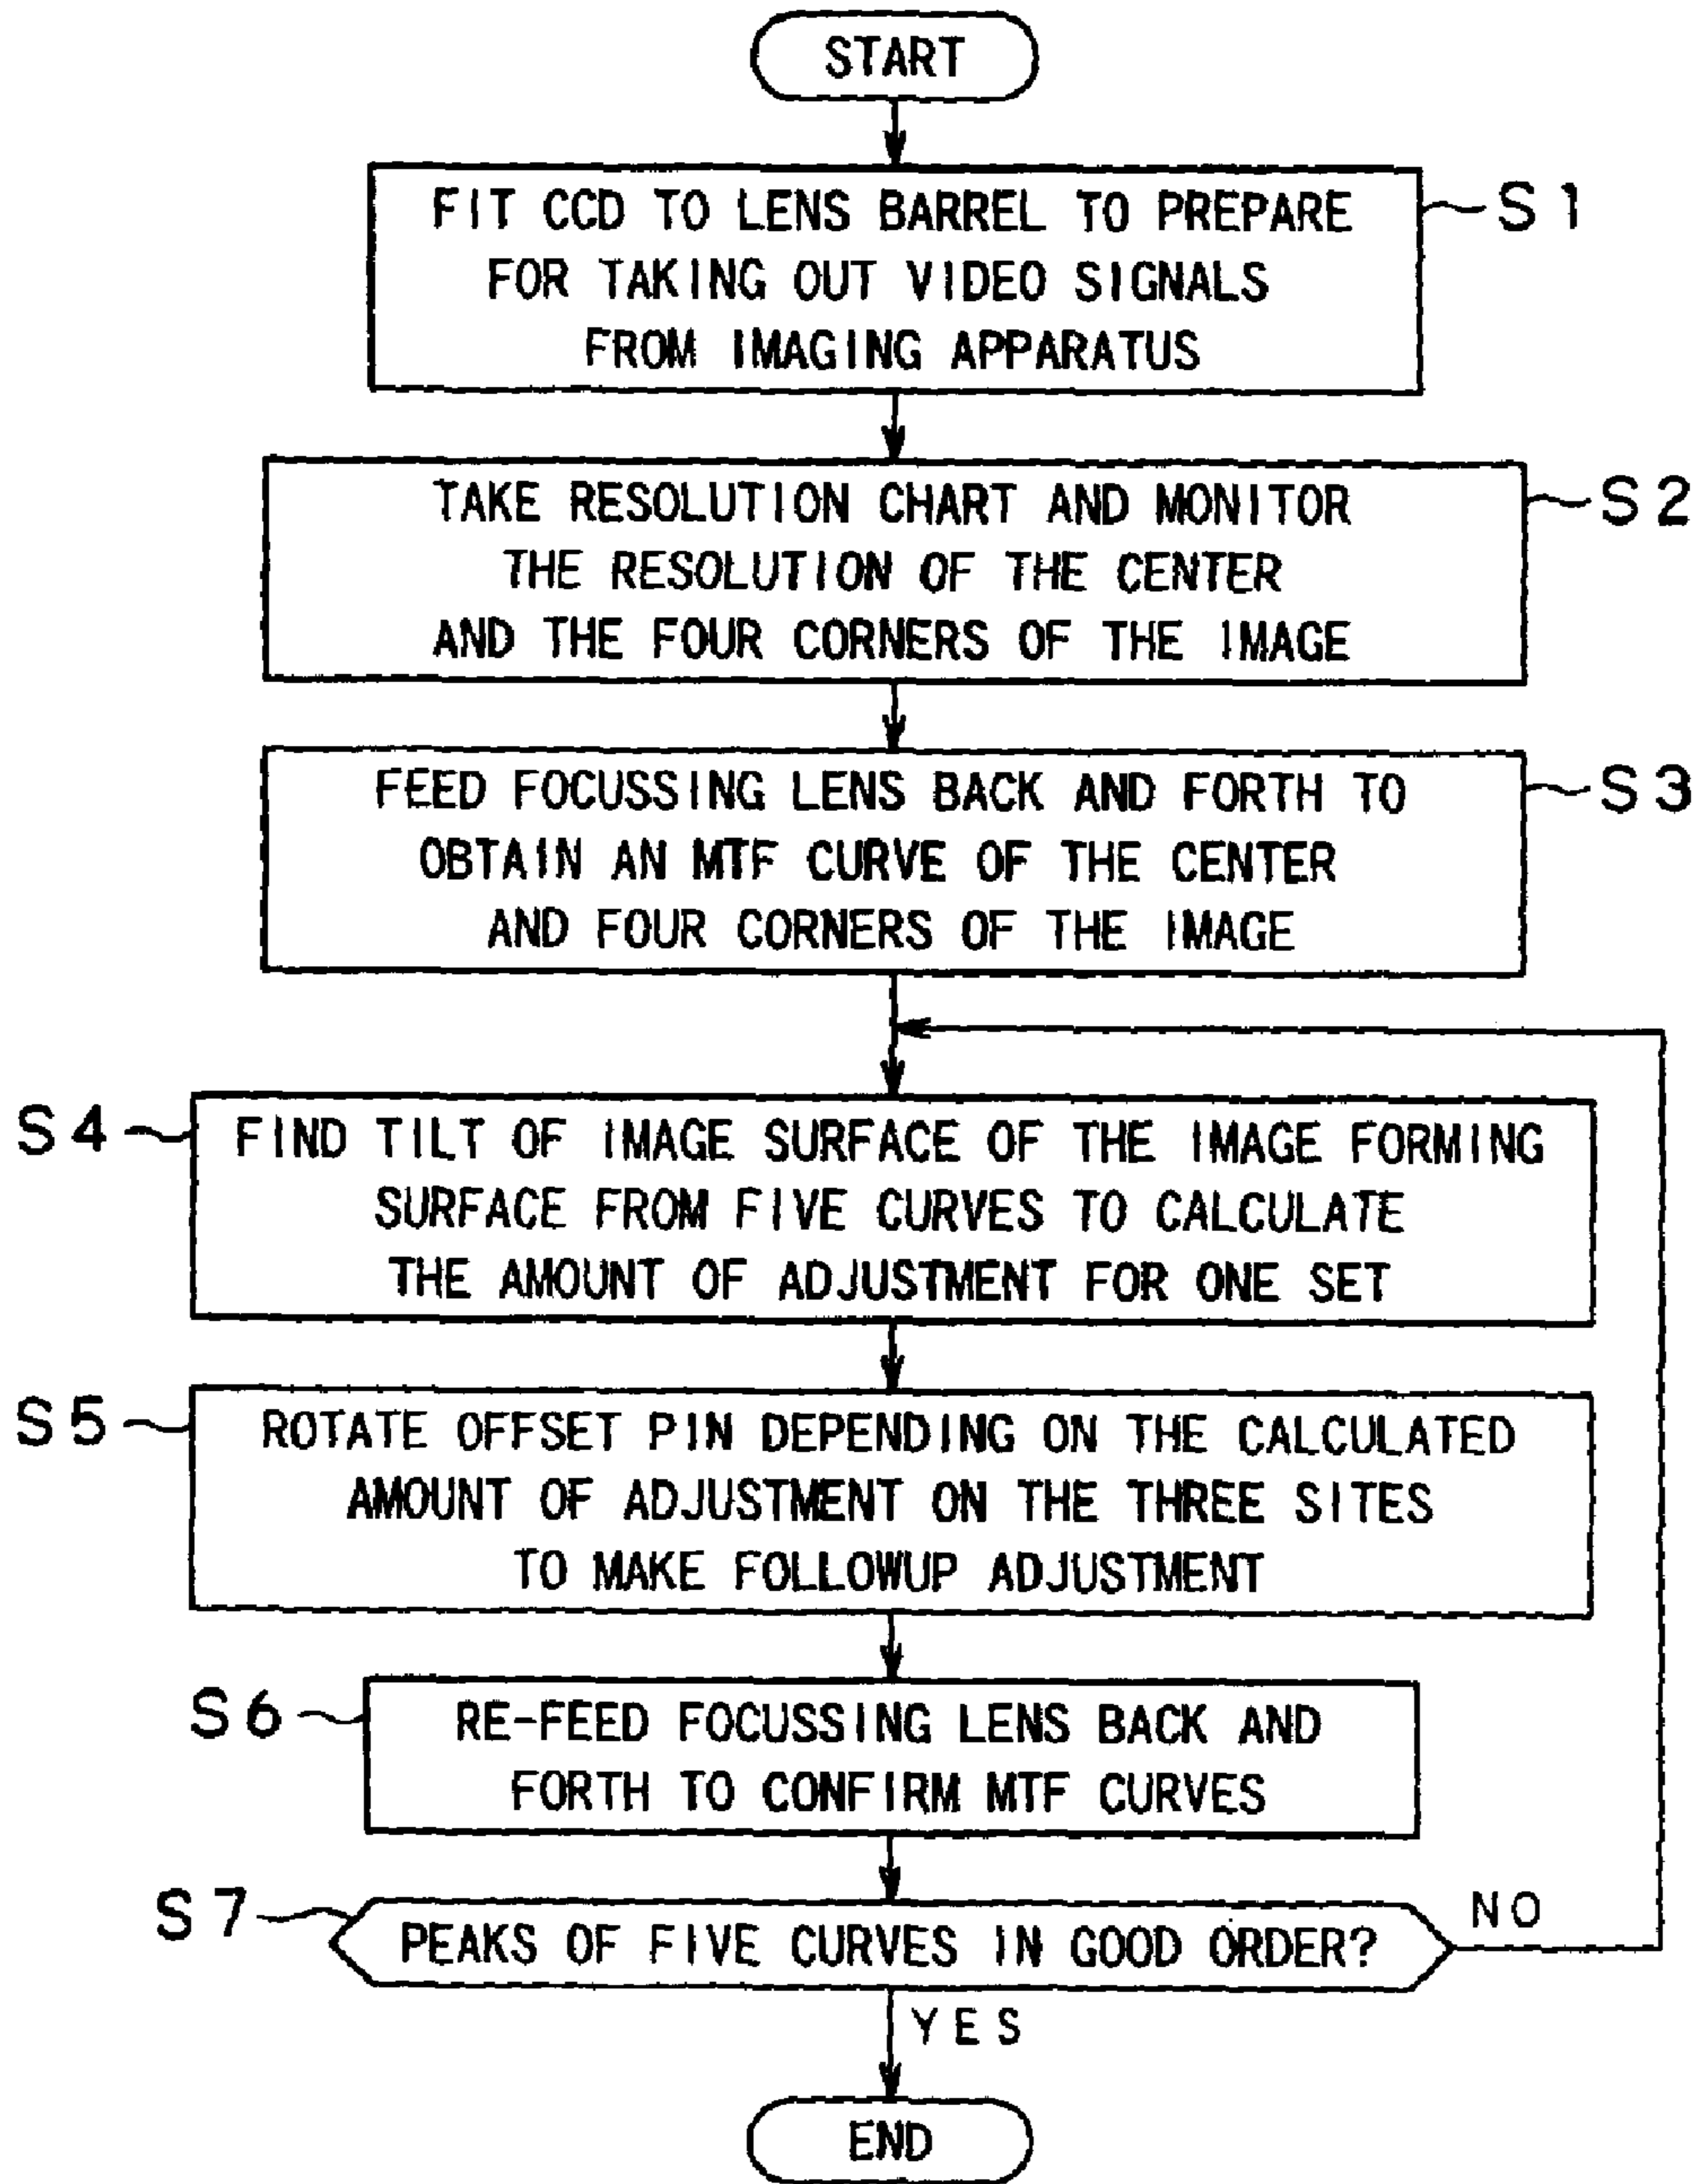 START
FIT CCD TO LENS BARREL TO PREPARE
FOR TAKING OUT VIDEO SIGNALS
FROM IMAGING APPARATUS
S1
TAKE RESOLUTION CHART AND MONITOR
THE RESOLUTION OF THE CENTER
AND THE FOUR CORNERS OF THE IMAGE
S2
FEED FOCUSSING LENS BACK AND FORTH TO
OBTAIN AN MTF CURVE OF THE CENTER
AND FOUR CORNERS OF THE IMAGE
S3
S4
FIND TILT OF IMAGE SURFACE OF THE IMAGE FORMING
SURFACE FROM FIVE CURVES TO CALCULATE
THE AMOUNT OF ADJUSTMENT FOR ONE SET
S5
ROTATE OFFSET PIN DEPENDING ON THE CALCULATED
AMOUNT OF ADJUSTMENT ON THE THREE SITES
TO MAKE FOLLOWUP ADJUSTMENT
S6
RE-FEED FOCUSSING LENS BACK AND
FORTH TO CONFIRM MTF CURVES
S7
PEAKS OF FIVE CURVES IN GOOD ORDER?
NO
YES
END